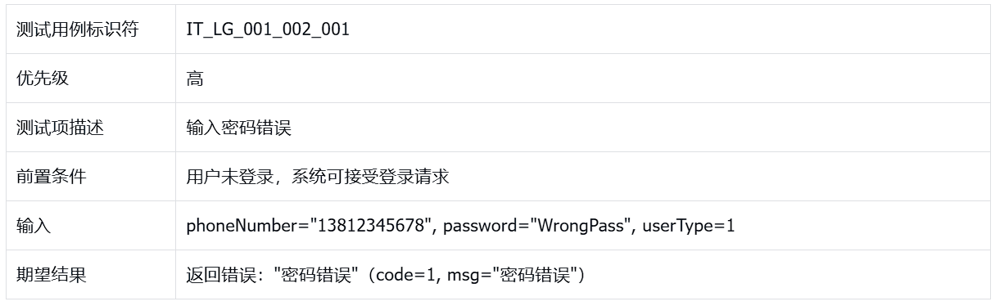 测试用例标识符 IT_LG_001_002_001
优先级 高
测试项描述 输入密码错误
前置条件 用户未登录，系统可接受登录请求
输入 phoneNumber="13812345678", password="WrongPass", userType=1
期望结果 返回错误："密码错误"（code=1, msg="密码错误"）